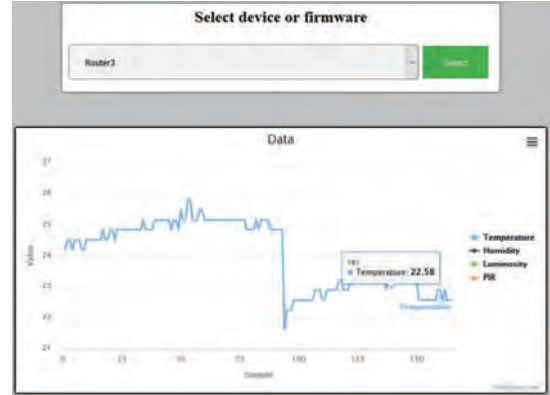 Select device or firmware
Router3
Select
Data
27
26
25
24
23
22
21
Value
Temperature: 22.58
Temperature
Temperature
Humidity
Luminosity
PIR
0
25
50
75
100
125
150
Sample